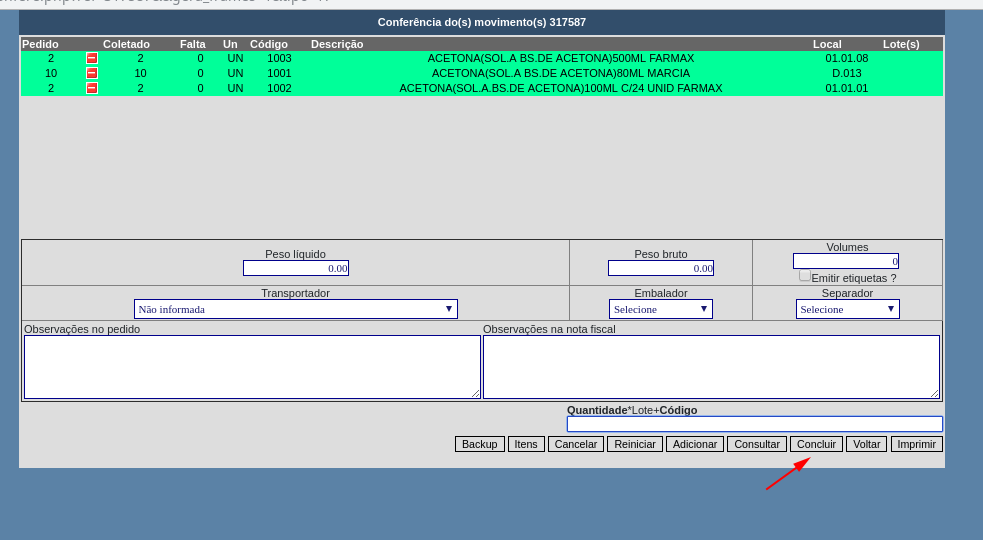 Conferência do(s) movimento(s) 317587
Pedido Coletado Falta Un Código Descrição Local Lote(s)
2 2 0 UN 1003 ACETONA(SOL.A BS.DE ACETONA)500ML FARMAX 01.01.08
10 10 0 UN 1001 ACETONA(SOL.A BS.DE ACETONA)80ML MARCIA D.013
2 2 0 UN 1002 ACETONA(SOL.A.BS.DE ACETONA)100ML C/24 UNID FARMAX 01.01.01
Peso líquido Peso bruto Volumes
0.00 0.00 0
Emitir etiquetas ?
Transportador Embalador Separador
Não informada Selecione Selecione
Observações no pedido Observações na nota fiscal
Quantidade*Lote+Código
Backup Itens Cancelar Reiniciar Adicionar Consultar Concluir Voltar Imprimir